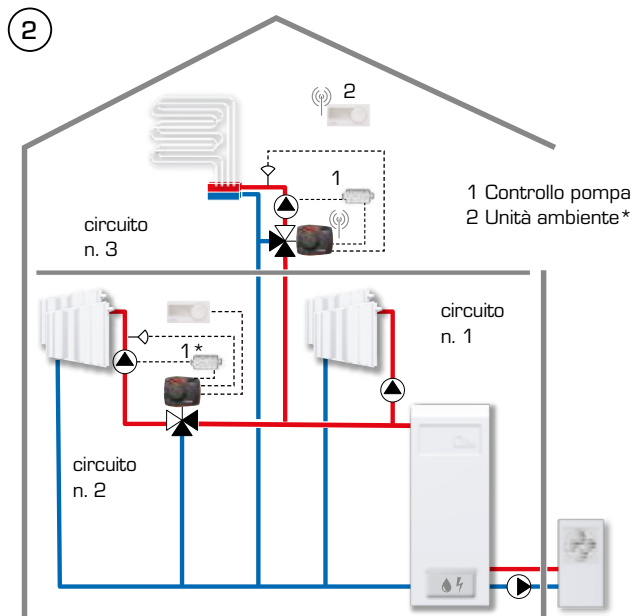 2
2
1
1 Controllo pompa
2 Unità ambiente*
circuito
n. 3
circuito
n. 1
1*
circuito
n. 2